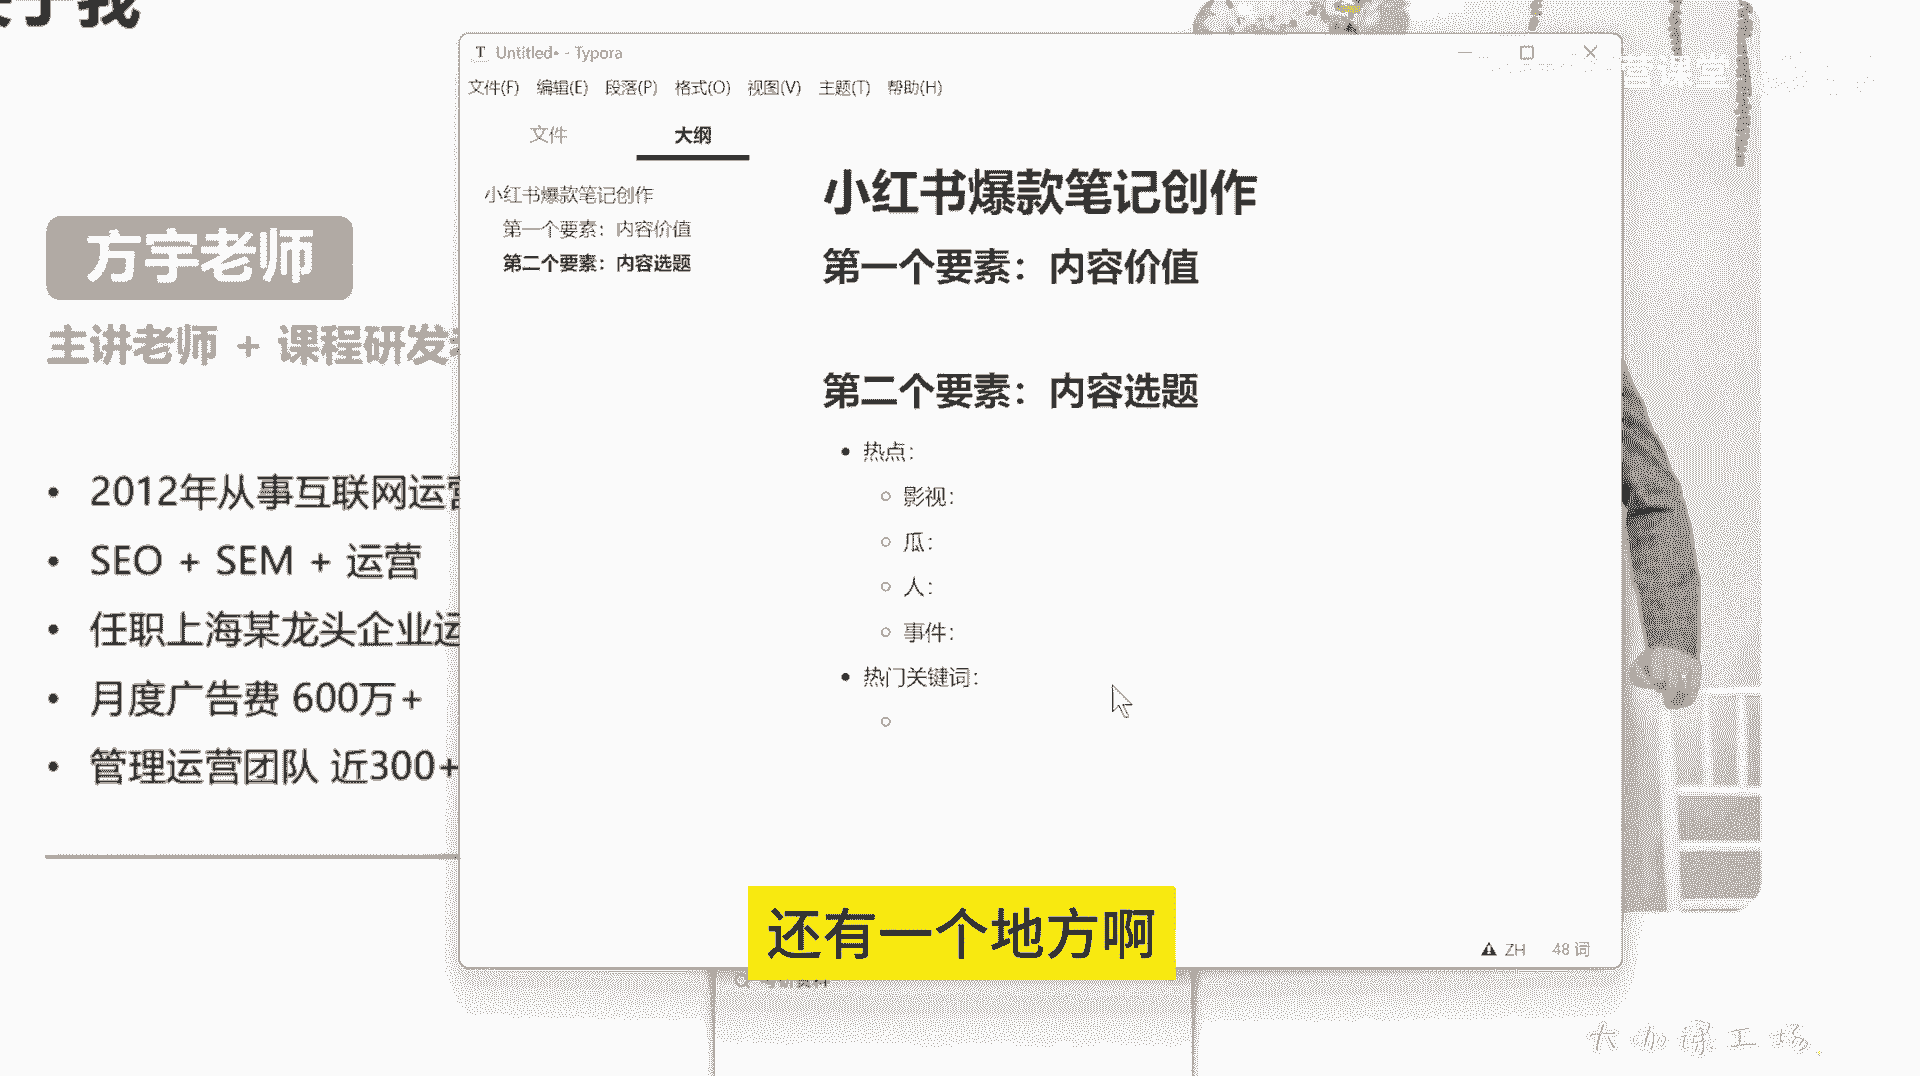 于我
方宇老师
主讲老师 + 课程研发
2012年从事互联网运营
SEO + SEM + 运营
任职上海某龙头企业运
月度广告费 600万+
管理运营团队 近300+
Untitled• - Typora
文件(F) 编辑(E) 段落(P) 格式(O) 视图(V) 主题(T) 帮助(H)
文件 大纲
小红书爆款笔记创作
第一个要素：内容价值
第二个要素：内容选题
小红书爆款笔记创作
第一个要素：内容价值
第二个要素：内容选题
热点：
影视：
瓜：
人：
事件：
热门关键词：
ZH 48 词
营课堂
还有一个地方啊
考研资料
大咖课工场